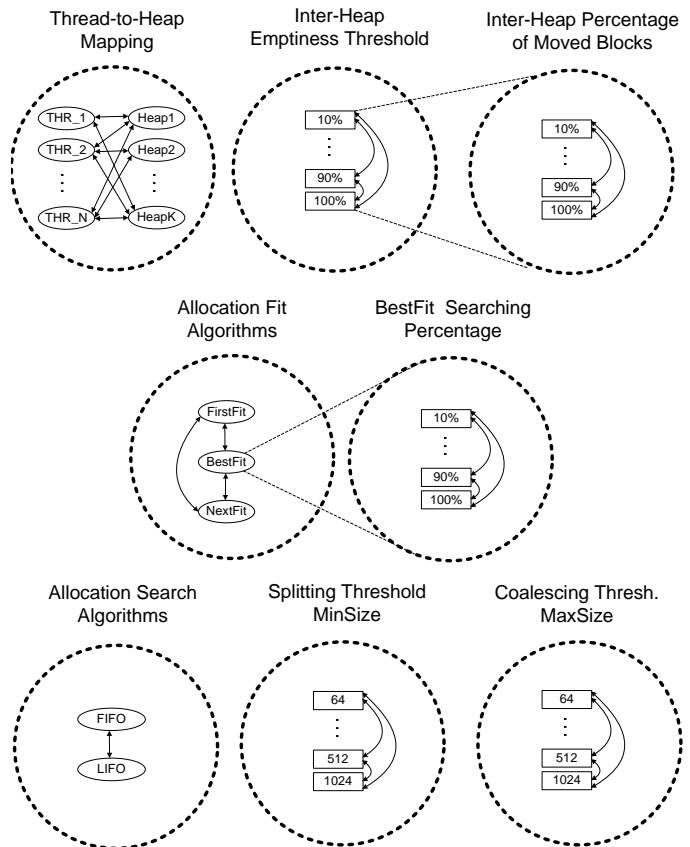 Thread-to-Heap
Mapping
Inter-Heap
Emptiness Threshold
Inter-Heap Percentage
of Moved Blocks
THR_1
Heap1
THR_2
Heap2
THR_N
HeapK
10%
90%
100%
10%
90%
100%
Allocation Fit
Algorithms
BestFit Searching
Percentage
FirstFit
BestFit
NextFit
10%
90%
100%
Allocation Search
Algorithms
Splitting Threshold
MinSize
Coalescing Thresh.
MaxSize
FIFO
LIFO
64
512
1024
64
512
1024